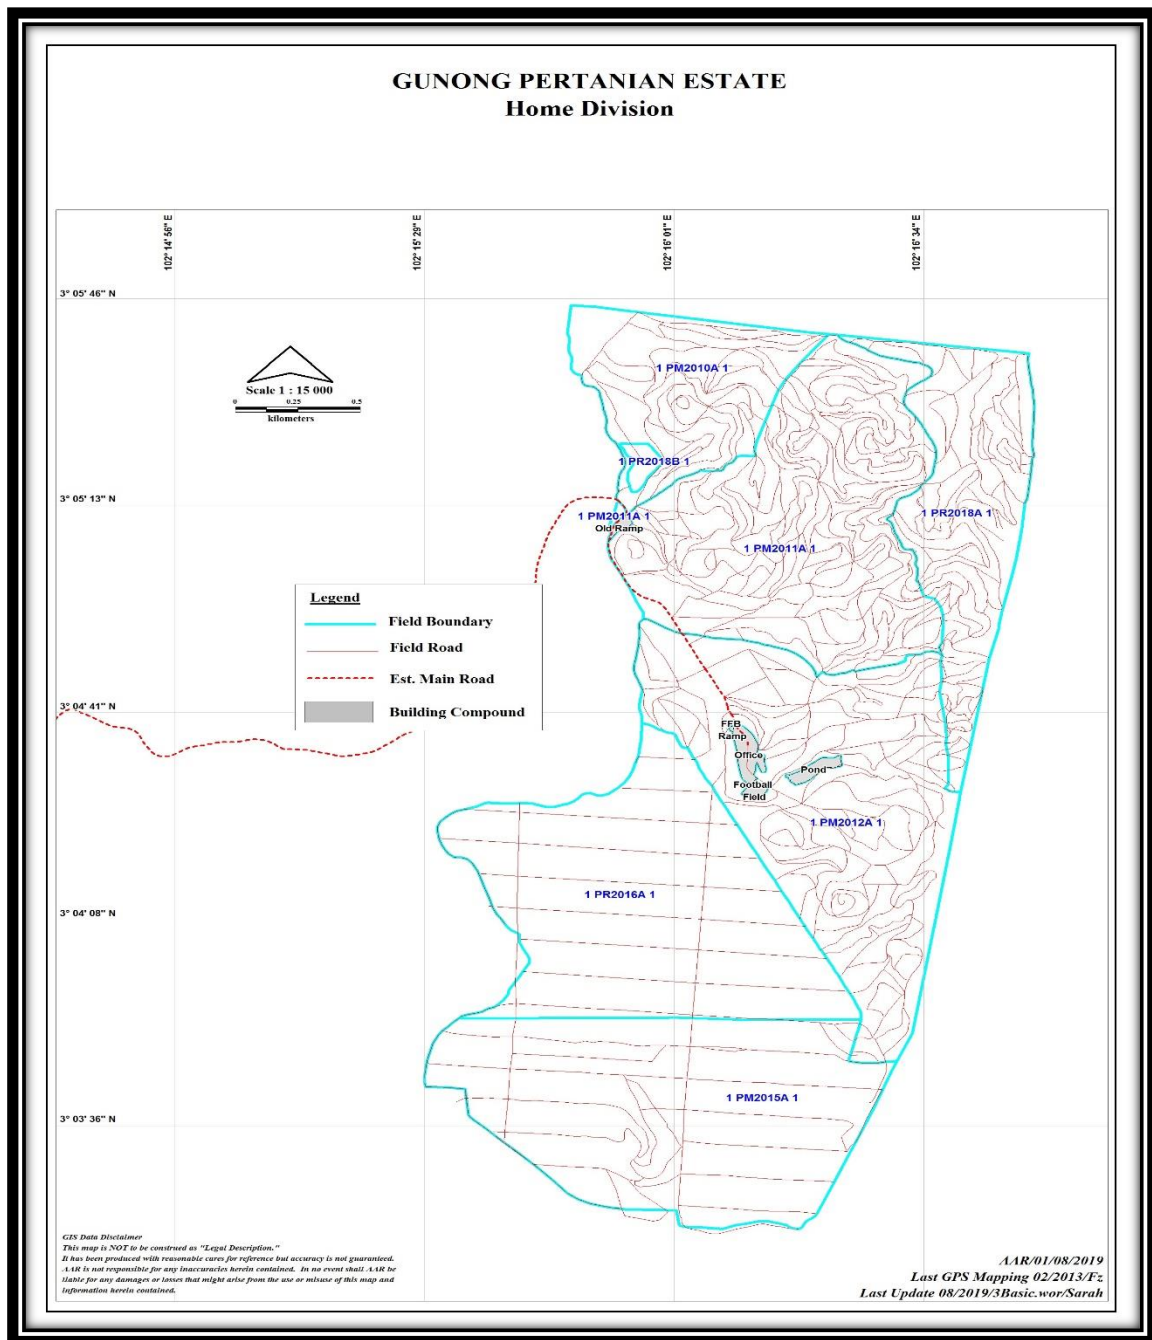 GUNONG PERTANIAN ESTATE
Home Division
102° 14' 56" E
102° 15' 29" E
102° 16' 01" E
102° 16' 34" E
3° 05' 46" N
Scale 1 : 15 000
0 0.25 0.5
kilometers
1 PM2010A 1
1 PR2018B 1
3° 05' 13" N
1 PM2011A 1
Old Ramp
1 PR2018A 1
1 PM2011A 1
Legend
Field Boundary
Field Road
Est. Main Road
Building Compound
3° 04' 41" N
FFB
Ramp
Office
Pond
Football
Field
1 PM2012A 1
1 PR2016A 1
3° 04' 08" N
1 PM2015A 1
3° 03' 36" N
GIS Data Disclaimer
This map is NOT to be construed as "Legal Description."
It has been produced with reasonable cares for reference but accuracy is not guaranteed.
AAR is not responsible for any inaccuracies herein contained. In no event shall AAR be
liable for any damages or losses that might arise from the use or misuse of this map and
information herein contained.
AAR/01/08/2019
Last GPS Mapping 02/2013/Fz
Last Update 08/2019/3Basic.wor/Sarah